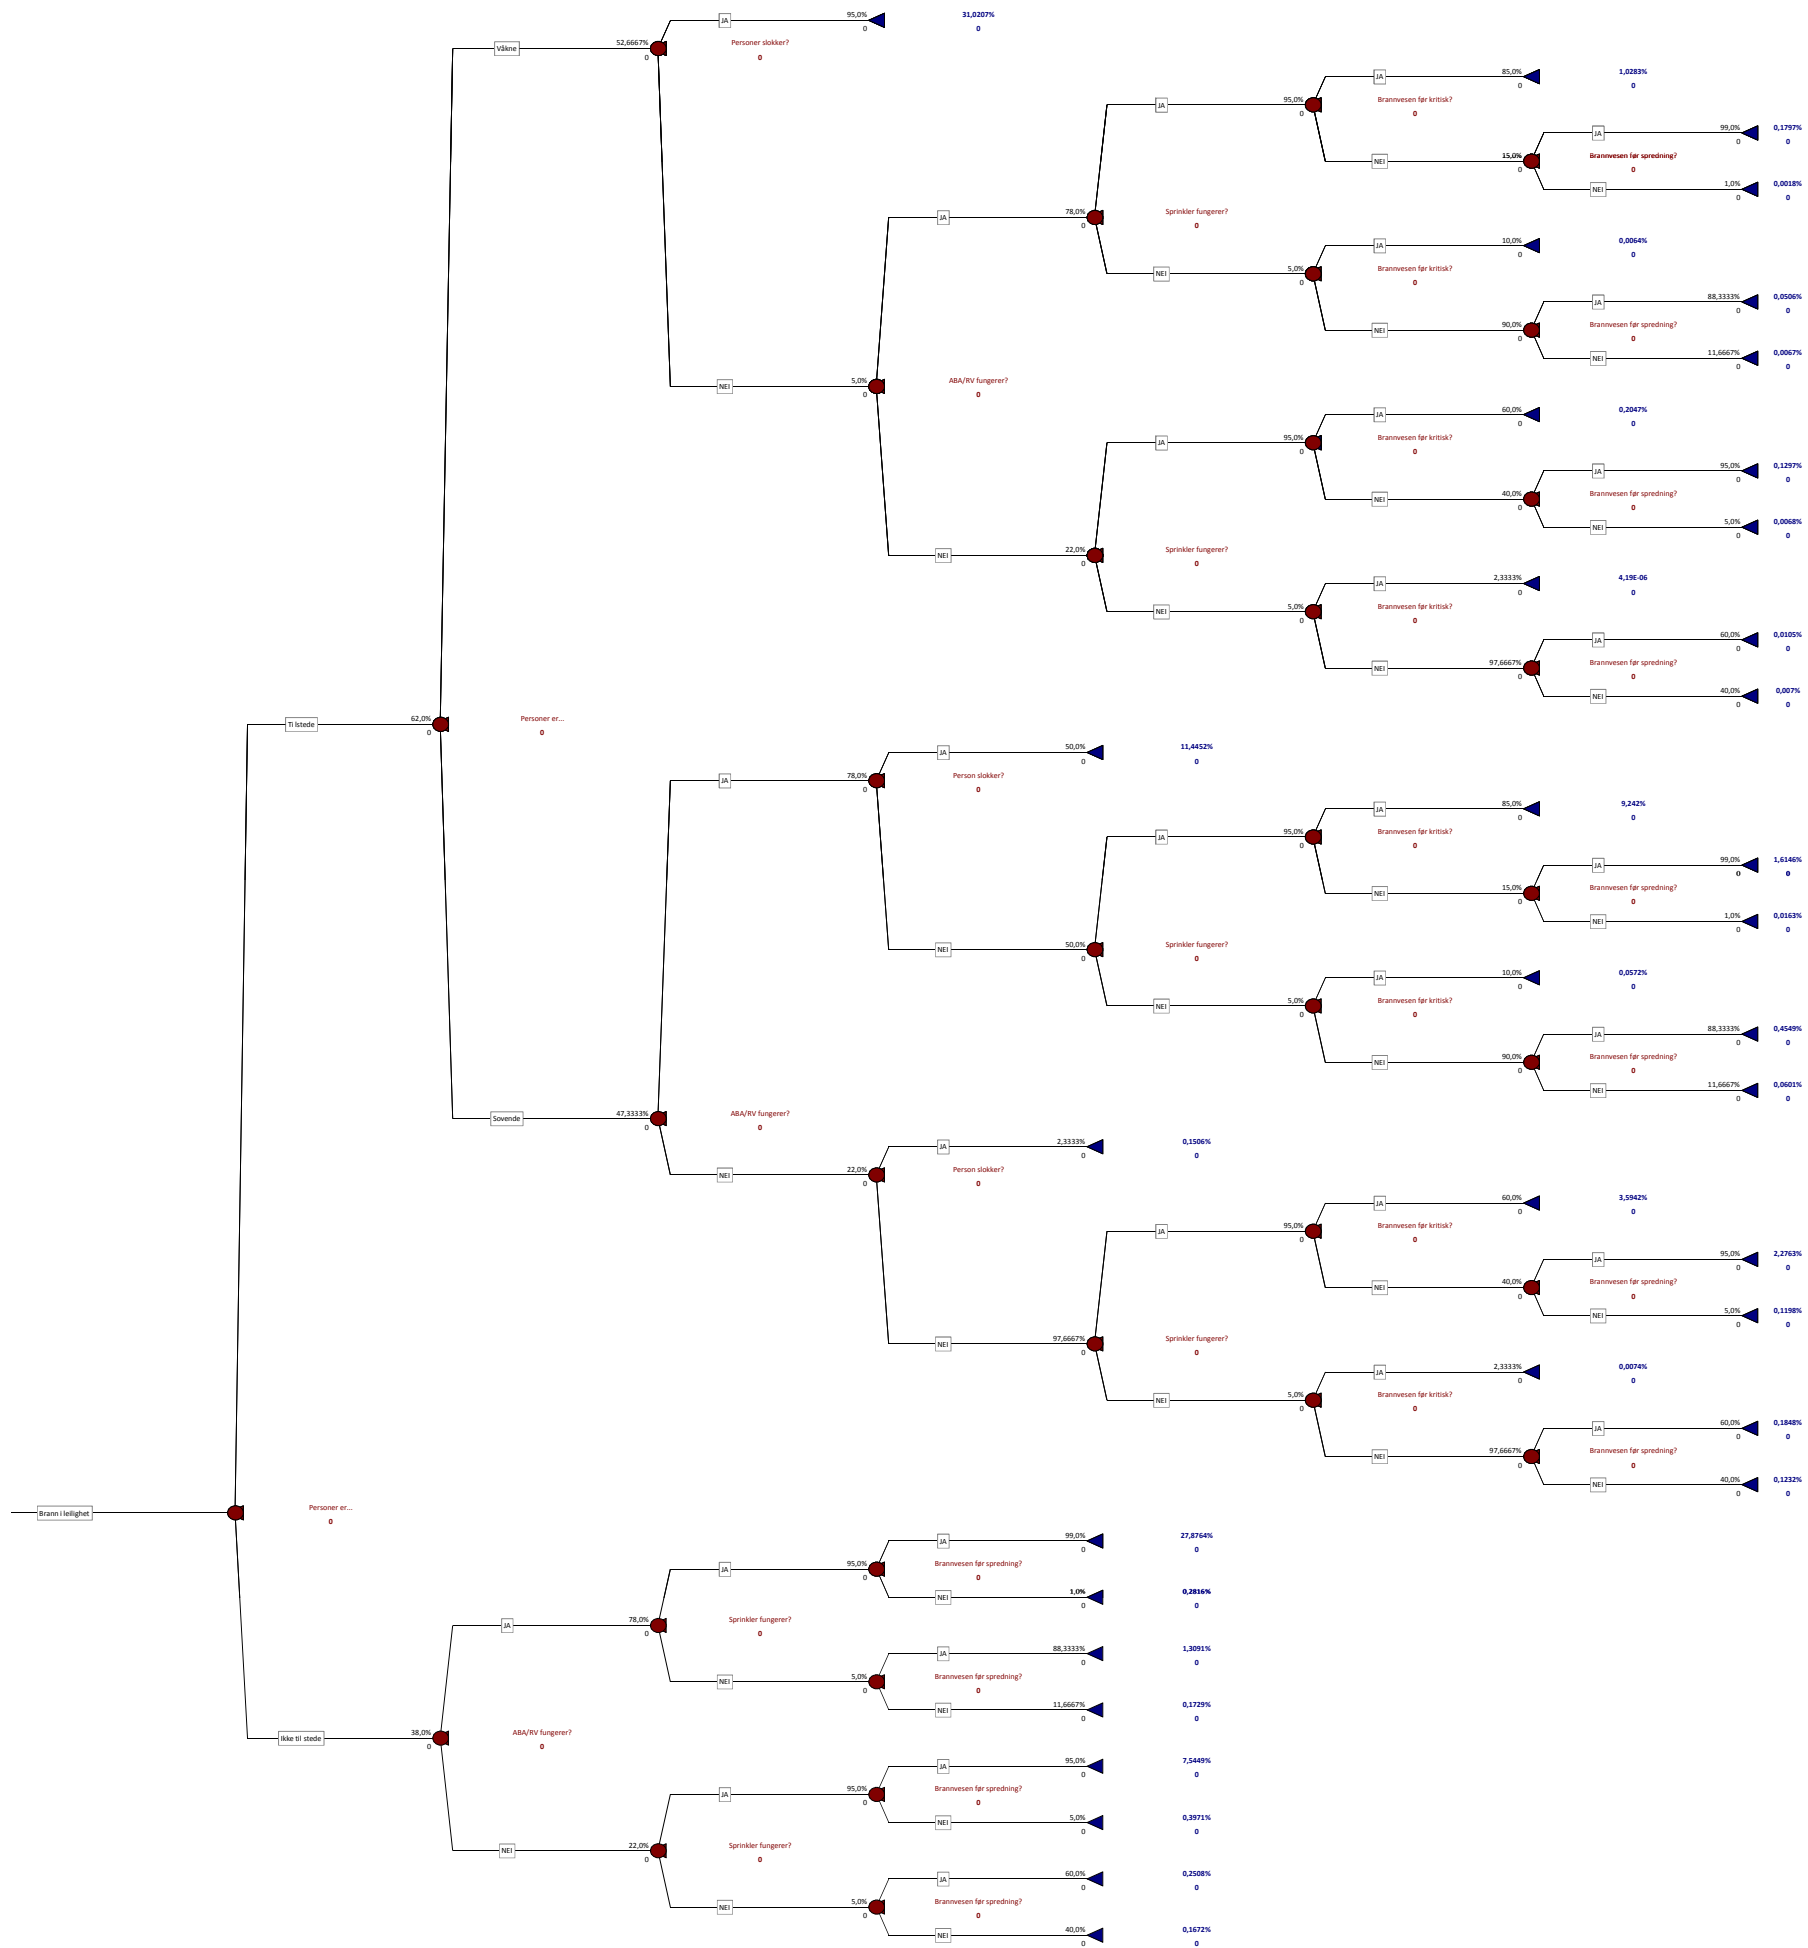 JA 95,0% 31,0207%
0 0
Våkne 52,6667% Personer slokker?
0 0
JA 85,0% 1,0283%
0 0
JA 95,0% Brannvesen før kritisk?
0 0
JA 99,0% 0,1797%
0 0
NEI 15,0% Brannvesen før spredning?
0 0
NEI 1,0% 0,0018%
0 0
JA 78,0% Sprinkler fungerer?
0 0
JA 10,0% 0,0064%
0 0
NEI 5,0% Brannvesen før kritisk?
0 0
JA 88,3333% 0,0506%
0 0
NEI 90,0% Brannvesen før spredning?
0 0
NEI 11,6667% 0,0067%
0 0
NEI 5,0% ABA/RV fungerer?
0 0
JA 60,0% 0,2047%
0 0
JA 95,0% Brannvesen før kritisk?
0 0
JA 95,0% 0,1297%
0 0
NEI 40,0% Brannvesen før spredning?
0 0
NEI 5,0% 0,0068%
0 0
NEI 22,0% Sprinkler fungerer?
0 0
JA 2,3333% 4,19E-06
0 0
NEI 5,0% Brannvesen før kritisk?
0 0
JA 60,0% 0,0105%
0 0
NEI 97,6667% Brannvesen før spredning?
0 0
NEI 40,0% 0,007%
0 0
Til stede 62,0% Personer er...
0 0
JA 50,0% 11,4452%
0 0
JA 78,0% Person slokker?
0 0
JA 85,0% 9,242%
0 0
JA 95,0% Brannvesen før kritisk?
0 0
JA 99,0% 1,6146%
0 0
NEI 15,0% Brannvesen før spredning?
0 0
NEI 1,0% 0,0163%
0 0
NEI 50,0% Sprinkler fungerer?
0 0
JA 10,0% 0,0572%
0 0
NEI 5,0% Brannvesen før kritisk?
0 0
JA 88,3333% 0,4549%
0 0
NEI 90,0% Brannvesen før spredning?
0 0
NEI 11,6667% 0,0601%
0 0
Sovende 47,3333% ABA/RV fungerer?
0 0
JA 2,3333% 0,1506%
0 0
NEI 22,0% Person slokker?
0 0
JA 60,0% 3,5942%
0 0
JA 95,0% Brannvesen før kritisk?
0 0
JA 95,0% 2,2763%
0 0
NEI 40,0% Brannvesen før spredning?
0 0
NEI 5,0% 0,1198%
0 0
NEI 97,6667% Sprinkler fungerer?
0 0
JA 2,3333% 0,0074%
0 0
NEI 5,0% Brannvesen før kritisk?
0 0
JA 60,0% 0,1848%
0 0
NEI 97,6667% Brannvesen før spredning?
0 0
NEI 40,0% 0,1232%
0 0
Brann i leilighet Personer er...
0
JA 99,0% 27,8764%
0 0
JA 95,0% Brannvesen før spredning?
0 0
NEI 1,0% 0,2816%
0 0
JA 78,0% Sprinkler fungerer?
0 0
JA 88,3333% 1,3091%
0 0
NEI 5,0% Brannvesen før spredning?
0 0
NEI 11,6667% 0,1729%
0 0
Ikke til stede 38,0% ABA/RV fungerer?
0 0
JA 95,0% 7,5449%
0 0
JA 95,0% Brannvesen før spredning?
0 0
NEI 5,0% 0,3971%
0 0
NEI 22,0% Sprinkler fungerer?
0 0
JA 60,0% 0,2508%
0 0
NEI 5,0% Brannvesen før spredning?
0 0
NEI 40,0% 0,1672%
0 0